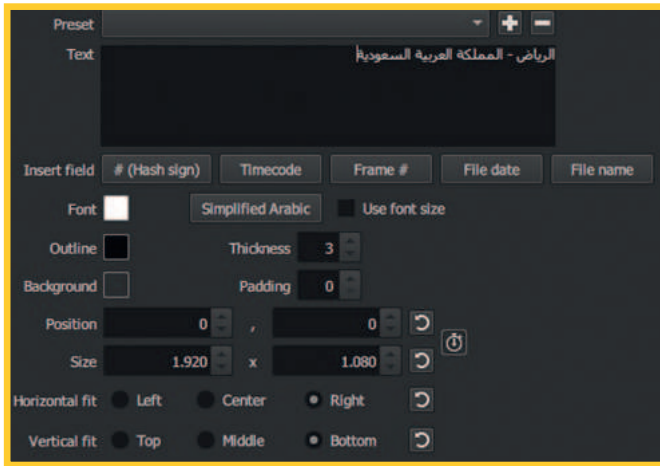 Preset
Text الرياض - المملكة العربية السعودية
Insert field # (Hash sign) Timecode Frame # File date File name
Font Simplified Arabic Use font size
Outline Thickness 3
Background Padding 0
Position 0 , 0
Size 1.920 x 1.080
Horizontal fit Left Center Right
Vertical fit Top Middle Bottom